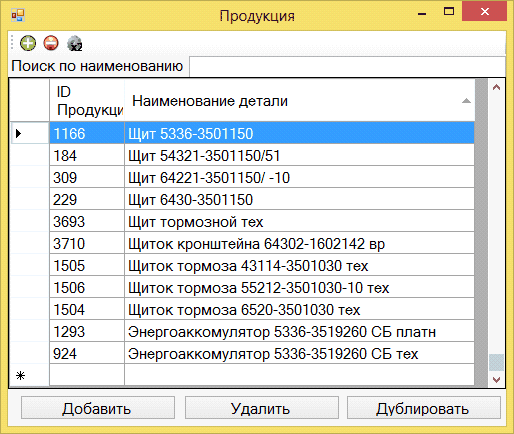 Продукция
x2
Поиск по наименованию
ID Наименование детали
Продукци
1166 Щит 5336-3501150
184 Щит 54321-3501150/51
309 Щит 64221-3501150/ -10
229 Щит 6430-3501150
3693 Щит тормозной тех
3710 Щиток кронштейна 64302-1602142 вр
1505 Щиток тормоза 43114-3501030 тех
1506 Щиток тормоза 55212-3501030-10 тех
1504 Щиток тормоза 6520-3501030 тех
1293 Энергоаккомулятор 5336-3519260 СБ платн
924 Энергоаккомулятор 5336-3519260 СБ тех
Добавить Удалить Дублировать